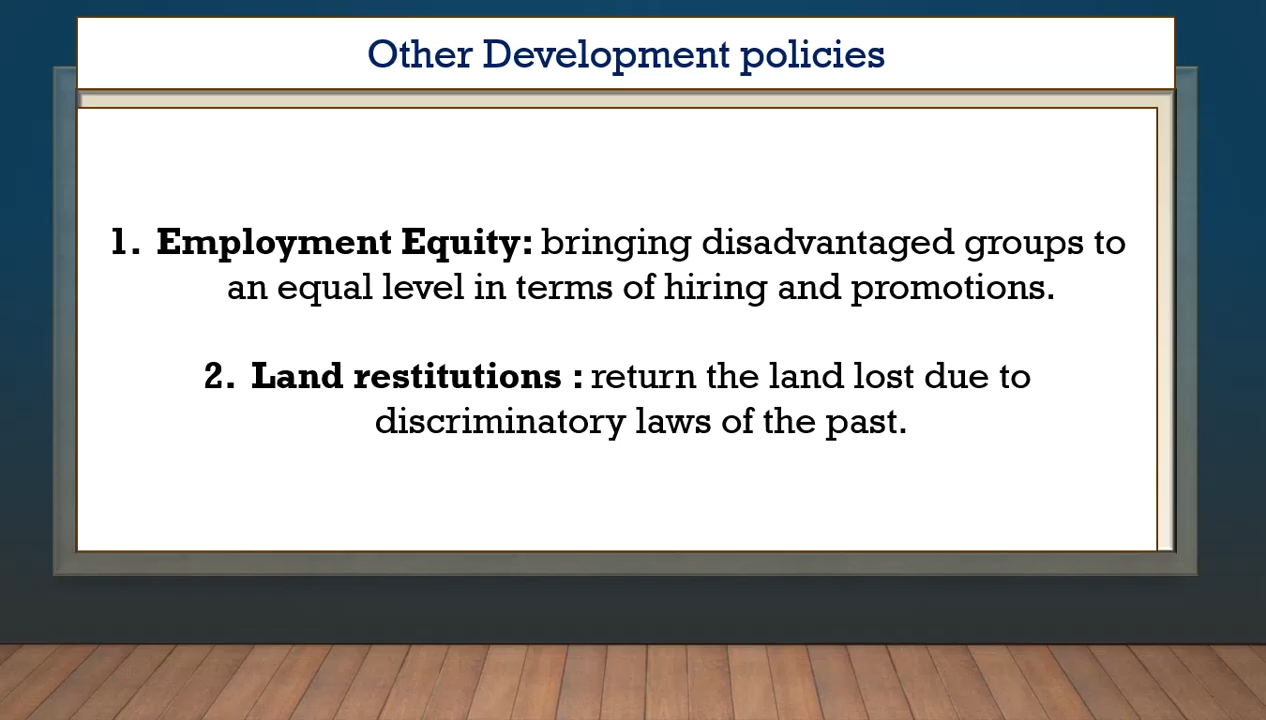 Other Development policies
1. Employment Equity: bringing disadvantaged groups to
an equal level in terms of hiring and promotions.
2. Land restitutions : return the land lost due to
discriminatory laws of the past.